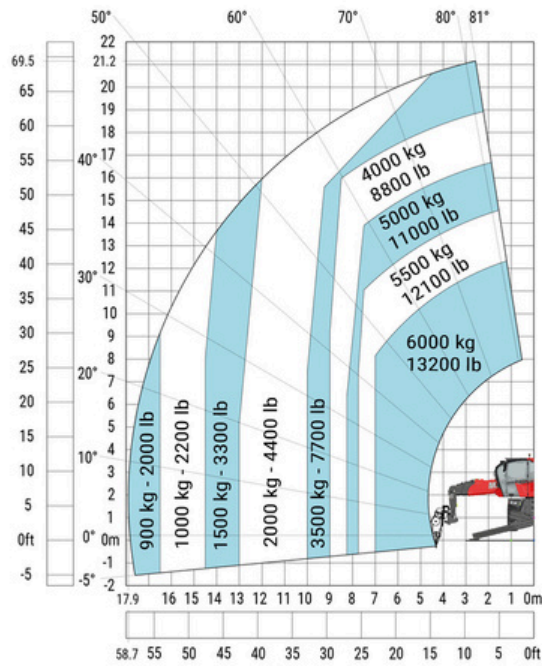 50° 60° 70° 80° 81°
22
69.5 21.2
65 20
19
60 18
17
55 40° 16
50 15
45 14
13
40 12
35 30° 11
10
30 9
25 8
20° 7
20 6
5
15 4
10 10° 3
5 2
1
0ft 0° 0m
-1
-5 -5° -2
4000 kg
8800 lb
5000 kg
11000 lb
5500 kg
12100 lb
6000 kg
13200 lb
900 kg - 2000 lb
1000 kg - 2200 lb
1500 kg - 3300 lb
2000 kg - 4400 lb
3500 kg - 7700 lb
17.9 16 15 14 13 12 11 10 9 8 7 6 5 4 3 2 1 0m
58.7 55 50 45 40 35 30 25 20 15 10 5 0ft